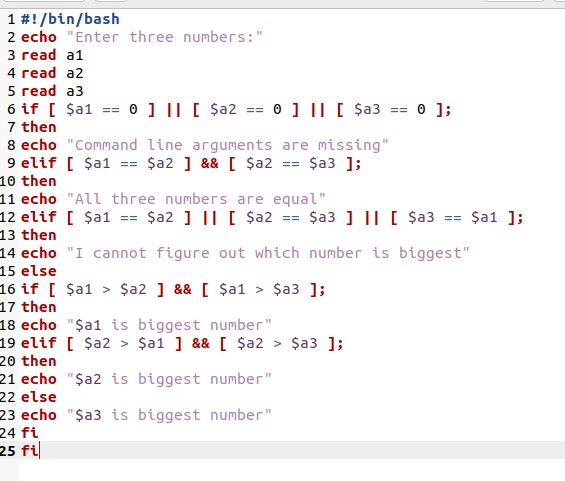 1 #!/bin/bash
2 echo "Enter three numbers:"
3 read a1
4 read a2
5 read a3
6 if [ $a1 == 0 ] || [ $a2 == 0 ] || [ $a3 == 0 ];
7 then
8 echo "Command line arguments are missing"
9 elif [ $a1 == $a2 ] && [ $a2 == $a3 ];
10 then
11 echo "All three numbers are equal"
12 elif [ $a1 == $a2 ] || [ $a2 == $a3 ] || [ $a3 == $a1 ];
13 then
14 echo "I cannot figure out which number is biggest"
15 else
16 if [ $a1 > $a2 ] && [ $a1 > $a3 ];
17 then
18 echo "$a1 is biggest number"
19 elif [ $a2 > $a1 ] && [ $a2 > $a3 ];
20 then
21 echo "$a2 is biggest number"
22 else
23 echo "$a3 is biggest number"
24 fi
25 fi